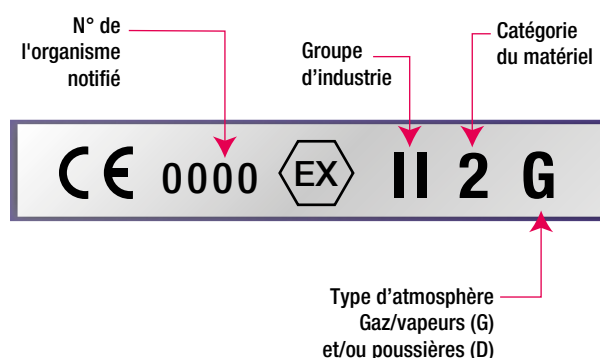 N° de
l'organisme
notifié
Groupe
d'industrie
Catégorie
du matériel
CE 0000 EX II 2 G
Type d'atmosphère
Gaz/vapeurs (G)
et/ou poussières (D)